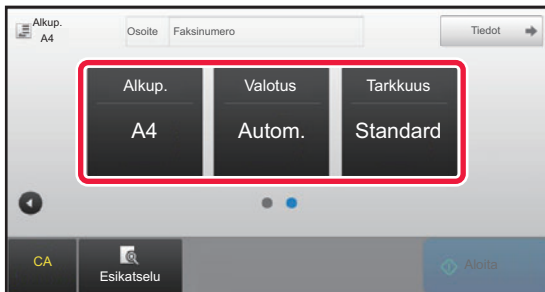 Alkup.
A4
Osoite Faksinumero
Tiedot
Alkup. Valotus Tarkkuus
A4 Autom. Standard
CA
Esikatselu
Aloita